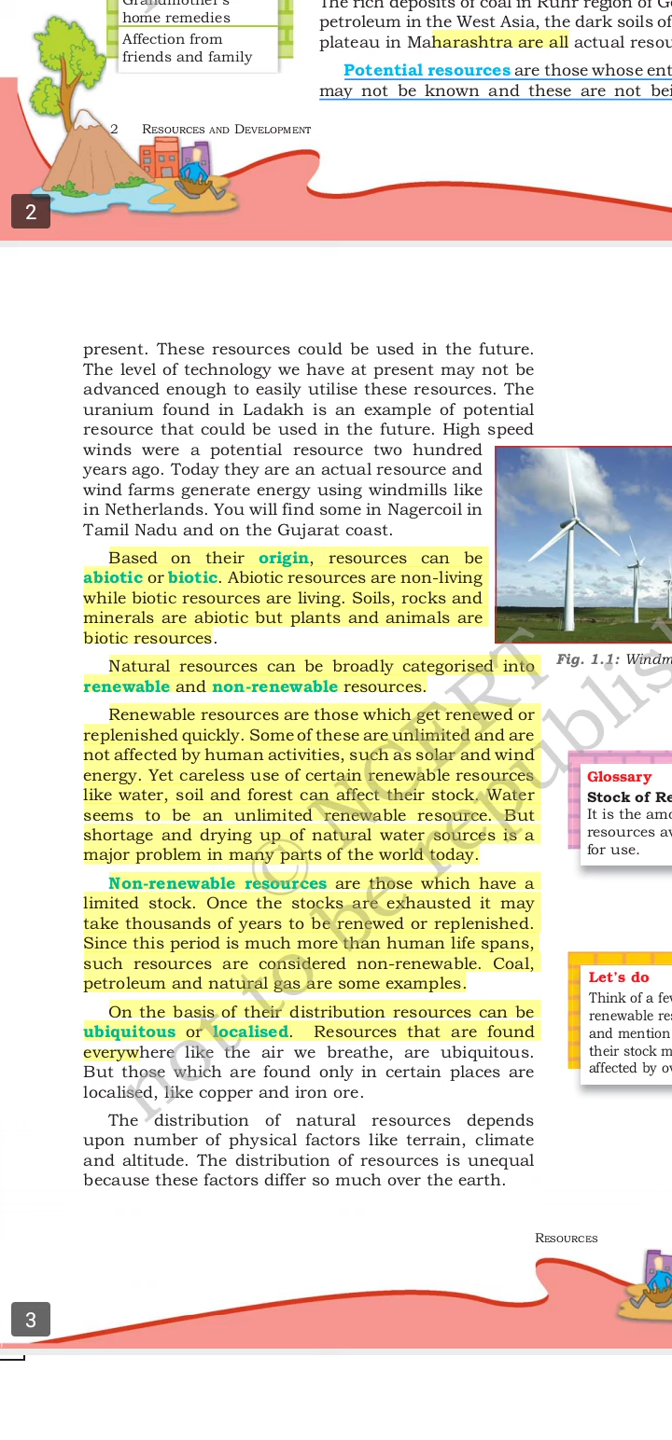 Grandmother's
home remedies
Affection from
friends and family
The rich deposits of coal in Ruhr region of
petroleum in the West Asia, the dark soils of
plateau in Maharashtra are all actual
Potential resources are those whose
may not be known and these are not
2 RESOURCES AND DEVELOPMENT
2
present. These resources could be used in the future.
The level of technology we have at present may not be
advanced enough to easily utilise these resources. The
uranium found in Ladakh is an example of potential
resource that could be used in the future. High speed
winds were a potential resource two hundred
years ago. Today they are an actual resource and
wind farms generate energy using windmills like
in Netherlands. You will find some in Nagercoil in
Tamil Nadu and on the Gujarat coast.
Based on their origin, resources can be
abiotic or biotic. Abiotic resources are non-living
while biotic resources are living. Soils, rocks and
minerals are abiotic but plants and animals are
biotic resources.
Natural resources can be broadly categorised into
renewable and non-renewable resources.
Renewable resources are those which get renewed or
replenished quickly. Some of these are unlimited and are
not affected by human activities, such as solar and wind
energy. Yet careless use of certain renewable resources
like water, soil and forest can affect their stock. Water
seems to be an unlimited renewable resource. But
shortage and drying up of natural water sources is a
major problem in many parts of the world today.
Non-renewable resources are those which have a
limited stock. Once the stocks are exhausted it may
take thousands of years to be renewed or replenished.
Since this period is much more than human life spans,
such resources are considered non-renewable. Coal,
petroleum and natural gas are some examples.
On the basis of their distribution resources can be
ubiquitous or localised. Resources that are found
everywhere like the air we breathe, are ubiquitous.
But those which are found only in certain places are
localised, like copper and iron ore.
The distribution of natural resources depends
upon number of physical factors like terrain, climate
and altitude. The distribution of resources is unequal
because these factors differ so much over the earth.
Fig. 1.1:
Glossary
Stock of
It is the
resources
for use.
Let's do
Think of a
renewable
and mention
their stock
affected by
RESOURCES
3
© NCERT
not to be republish